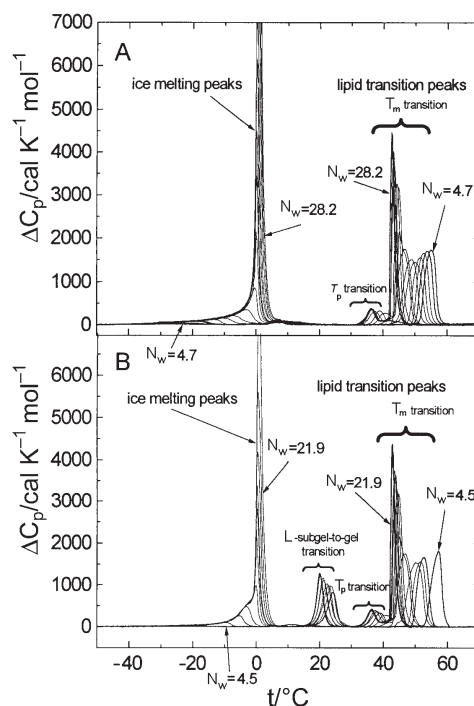 7000
6000
5000
4000
3000
2000
1000
0
ΔCp/cal K⁻¹ mol⁻¹
A
ice melting peaks
lipid transition peaks
Tm transition
Nw=28.2
Nw=28.2
Nw=4.7
Tp transition
Nw=4.7
6000
5000
4000
3000
2000
1000
0
ΔCp/cal K⁻¹ mol⁻¹
B
ice melting peaks
lipid transition peaks
Tm transition
Nw=21.9
Nw=21.9
Nw=4.5
L -subgel-to-gel
transition
Tp transition
Nw=4.5
-40 -20 0 20 40 60
t/°C